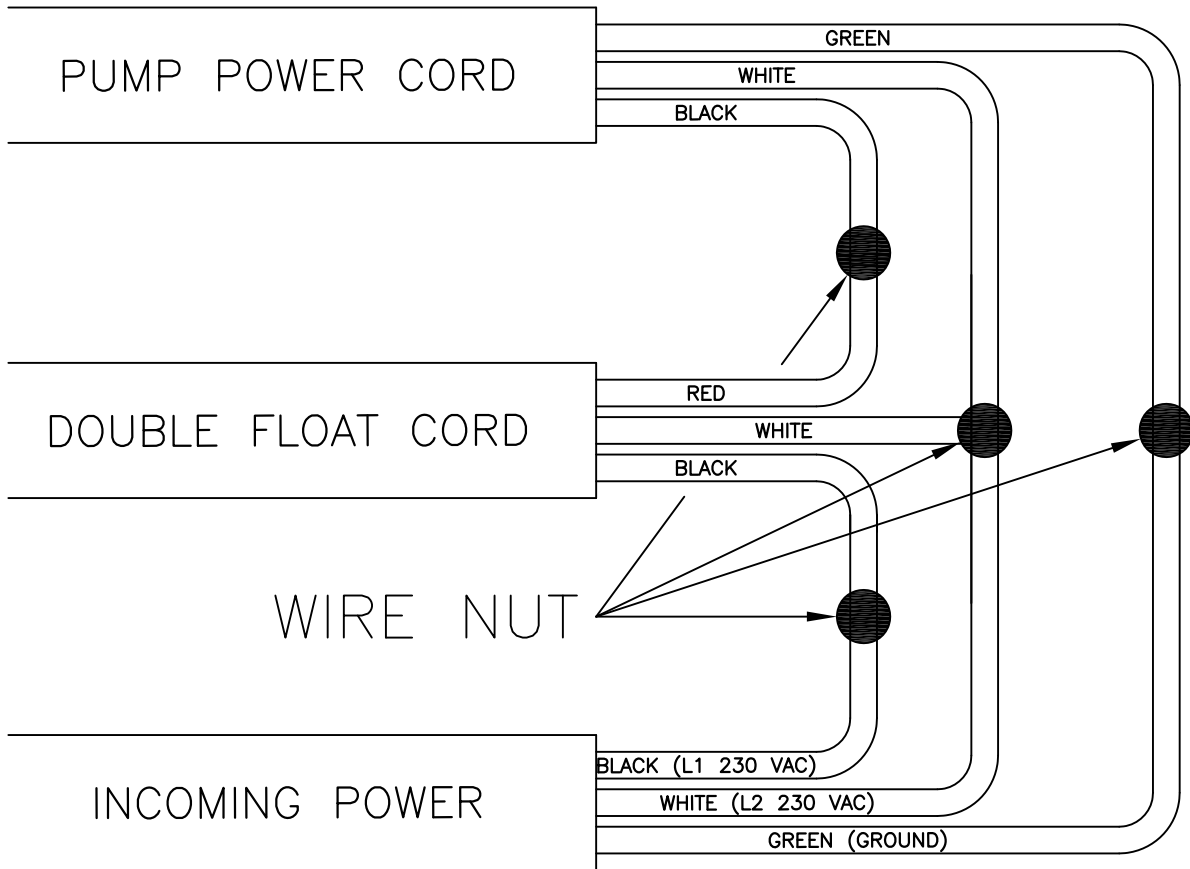 GREEN
PUMP POWER CORD
WHITE
BLACK
RED
DOUBLE FLOAT CORD
WHITE
BLACK
WIRE NUT
BLACK (L1 230 VAC)
INCOMING POWER
WHITE (L2 230 VAC)
GREEN (GROUND)